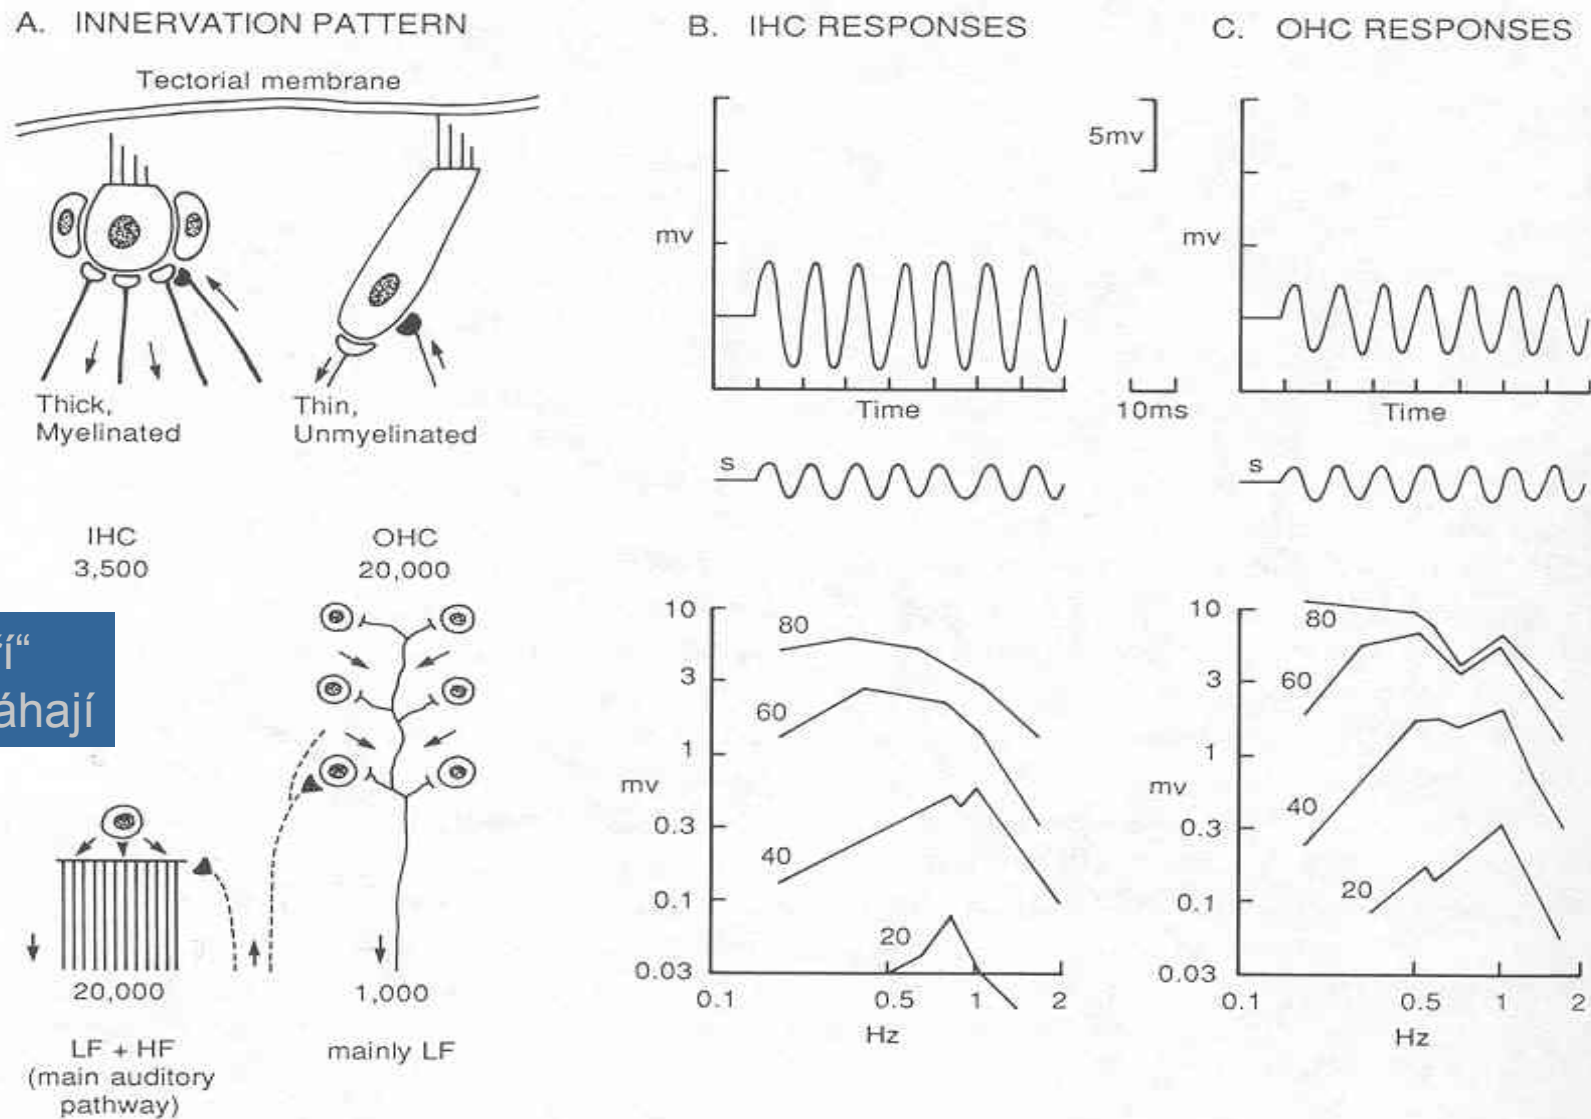 A. INNERVATION PATTERN
Tectorial membrane
Thick,
Myelinated
Thin,
Unmyelinated
IHC
3,500
OHC
20,000
í“
áhají
20,000
1,000
LF + HF
(main auditory
pathway)
mainly LF
B. IHC RESPONSES
5mv
mv
Time
10ms
s
10
3
1
mv
0.3
0.1
0.03
80
60
40
20
0.1
0.5
1
2
Hz
C. OHC RESPONSES
mv
Time
s
10
3
1
mv
0.3
0.1
0.03
80
60
40
20
0.1
0.5
1
2
Hz